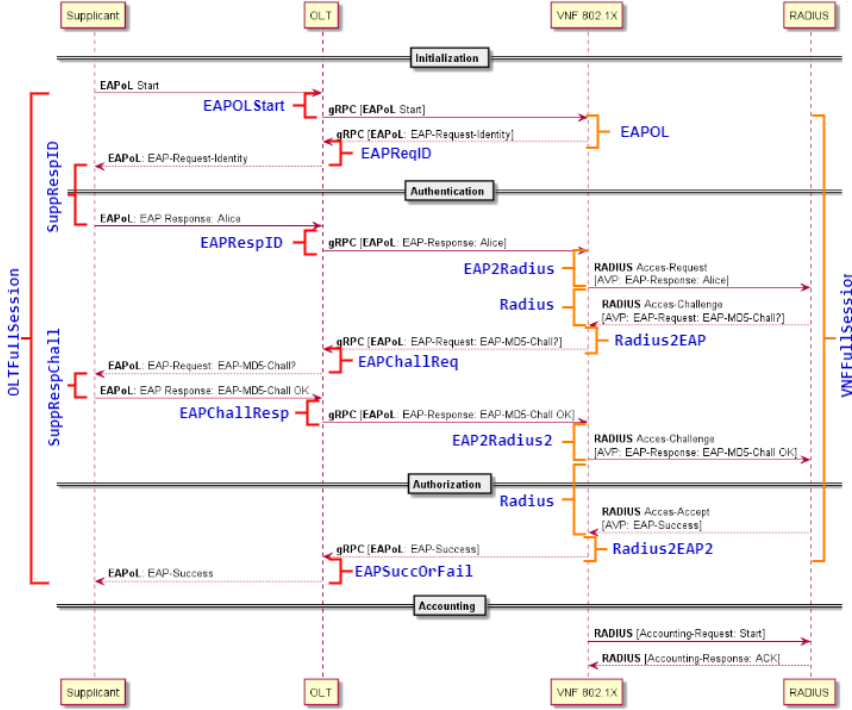 Supplicant OLT VNF 802.1X RADIUS
Initialization
EAPoL Start
EAPOLStart
gRPC [EAPoL Start]
EAPOL
gRPC [EAPoL: EAP-Request-Identity]
EAPReqID
EAPoL: EAP-Request-Identity
SuppRespID
Authentication
EAPoL: EAP Response: Alice
EAPRespID
gRPC [EAPoL: EAP-Response: Alice]
EAP2Radius
RADIUS Acces-Request
[AVP: EAP-Response: Alice]
OLTFullSession
VNFFullSession
Radius
RADIUS Acces-Challenge
[AVP: EAP-Request: EAP-MD5-Chall?]
Radius2EAP
gRPC [EAPoL: EAP-Request: EAP-MD5-Chall?]
EAPChallReq
EAPoL: EAP-Request: EAP-MD5-Chall?
SuppRespChall
EAPoL: EAP Response: EAP-MD5-Chall OK
EAPChallResp
gRPC [EAPoL: EAP-Response: EAP-MD5-Chall OK]
EAP2Radius2
RADIUS Acces-Challenge
[AVP: EAP-Response: EAP-MD5-Chall OK]
Authorization
Radius
RADIUS Acces-Accept
[AVP: EAP-Success]
Radius2EAP2
gRPC [EAPoL: EAP-Success]
EAPSuccOrFail
EAPoL: EAP-Success
Accounting
RADIUS [Accounting-Request: Start]
RADIUS [Accounting-Response: ACK]
Supplicant OLT VNF 802.1X RADIUS